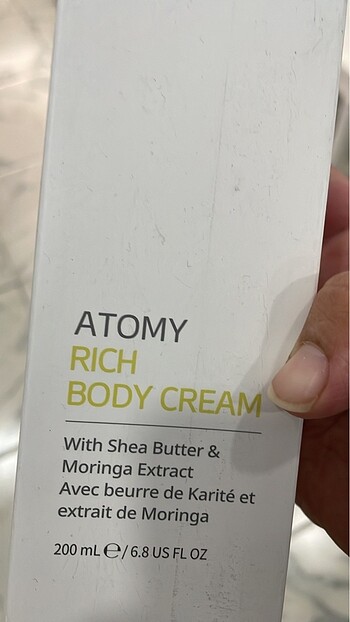 ATOMY
RICH
BODY CREAM
With Shea Butter &
Moringa Extract
Avec beurre de Karité et
extrait de Moringa
200 mL ℮ / 6.8 US FL OZ